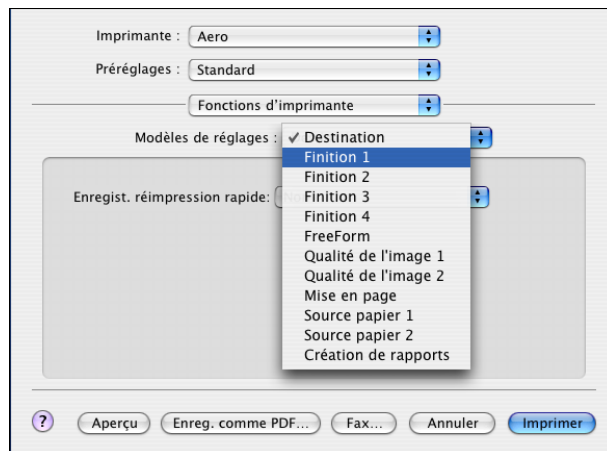 Imprimante : Aero
Préréglages : Standard
Fonctions d'imprimante
Modèles de réglages : ✓ Destination
Finition 1
Finition 2
Enregist. réimpression rapide: Finition 3
Finition 4
FreeForm
Qualité de l'image 1
Qualité de l'image 2
Mise en page
Source papier 1
Source papier 2
Création de rapports
? Aperçu Enreg. comme PDF... Fax... Annuler Imprimer